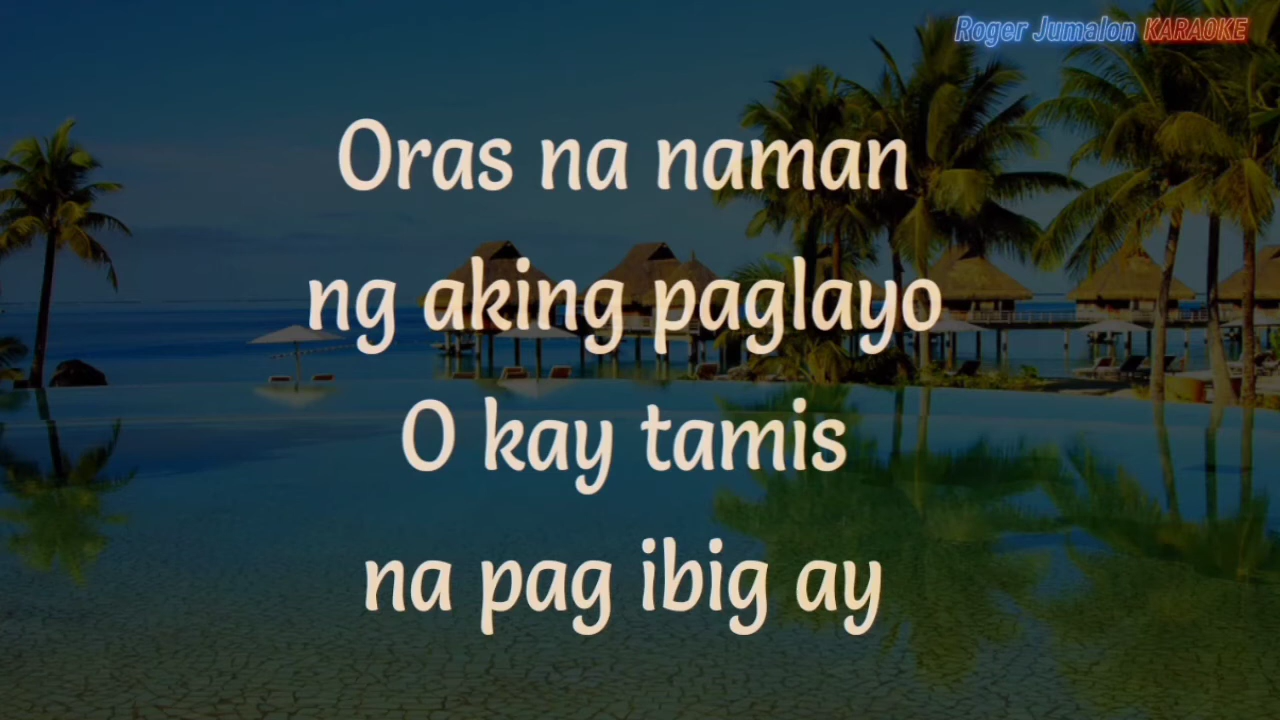 Roger Jumalon KARAOKE
Oras na naman
ng aking paglayo
O kay tamis
na pag ibig ay